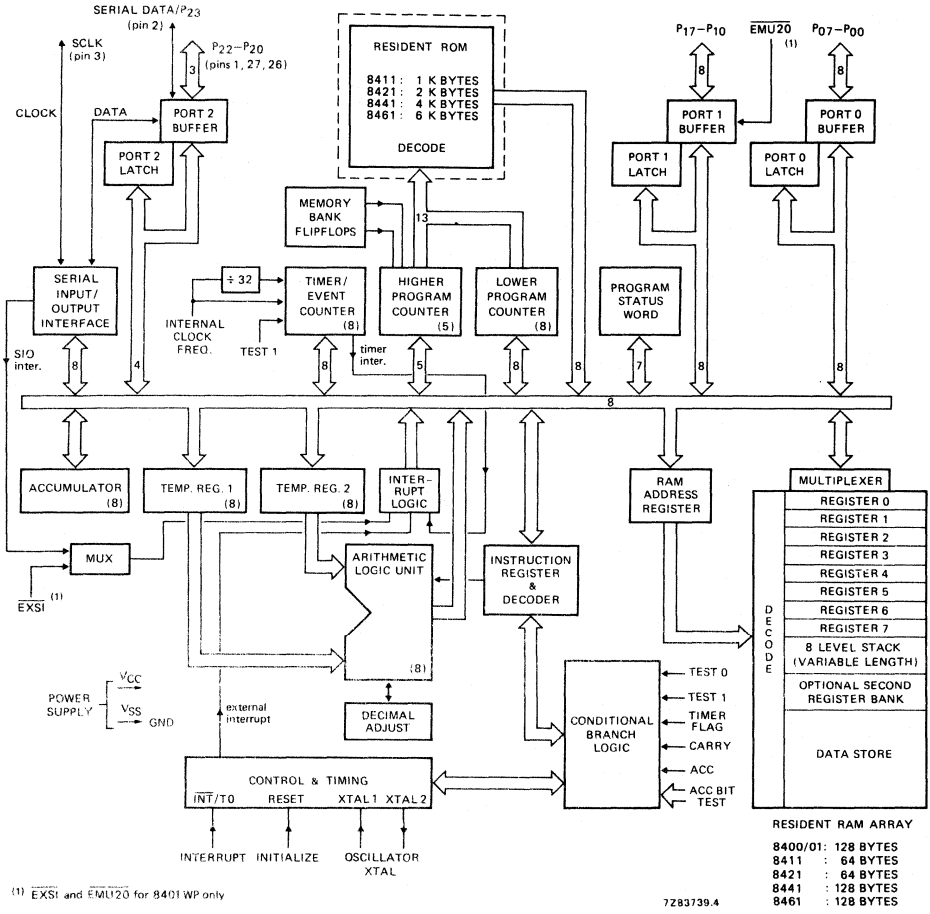 SERIAL DATA/P23
(pin 2)
SCLK
(pin 3)
P22–P20
(pins 1, 27, 26)
3
CLOCK
DATA
PORT 2
BUFFER
PORT 2
LATCH
RESIDENT ROM
8411 : 1 K BYTES
8421 : 2 K BYTES
8441 : 4 K BYTES
8461 : 6 K BYTES
DECODE
P17–P10
EMU20
(1)
P07–P00
8
8
PORT 1
BUFFER
PORT 1
LATCH
PORT 0
BUFFER
PORT 0
LATCH
MEMORY
BANK
FLIPFLOPS
13
SERIAL
INPUT/
OUTPUT
INTERFACE
÷ 32
TIMER/
EVENT
COUNTER
(8)
HIGHER
PROGRAM
COUNTER
(5)
LOWER
PROGRAM
COUNTER
(8)
PROGRAM
STATUS
WORD
INTERNAL
CLOCK
FREQ.
TEST 1
timer
inter.
SIO
inter.
8
4
8
5
8
8
7
8
8
8
ACCUMULATOR
(8)
TEMP. REG. 1
(8)
TEMP. REG. 2
(8)
INTER–
RUPT
LOGIC
RAM
ADDRESS
REGISTER
MULTIPLEXER
REGISTER 0
REGISTER 1
REGISTER 2
REGISTER 3
REGISTER 4
REGISTER 5
REGISTER 6
REGISTER 7
8 LEVEL STACK
(VARIABLE LENGTH)
OPTIONAL SECOND
REGISTER BANK
DATA STORE
DECODE
MUX
EXSI (1)
ARITHMETIC
LOGIC UNIT
(8)
INSTRUCTION
REGISTER
&
DECODER
DECIMAL
ADJUST
POWER
SUPPLY
VCC
VSS
GND
external
interrupt
CONDITIONAL
BRANCH
LOGIC
TEST 0
TEST 1
TIMER
FLAG
CARRY
ACC
ACC BIT
TEST
CONTROL & TIMING
INT/T0 RESET XTAL 1 XTAL 2
INTERRUPT INITIALIZE OSCILLATOR
XTAL
RESIDENT RAM ARRAY
8400/01: 128 BYTES
8411 : 64 BYTES
8421 : 64 BYTES
8441 : 128 BYTES
8461 : 128 BYTES
(1) EXSI and EMU20 for 8401 WP only
7Z83739.4